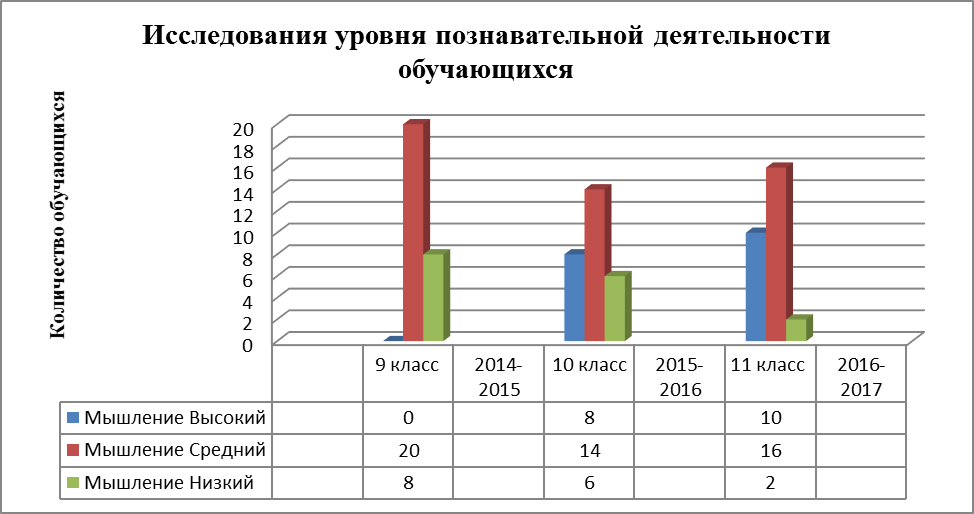 Исследования уровня познавательной деятельности
обучающихся
Количество обучающихся
20
18
16
14
12
10
8
6
4
2
0
9 класс 2014-2015 10 класс 2015-2016 11 класс 2016-2017
Мышление Высокий 0 8 10
Мышление Средний 20 14 16
Мышление Низкий 8 6 2